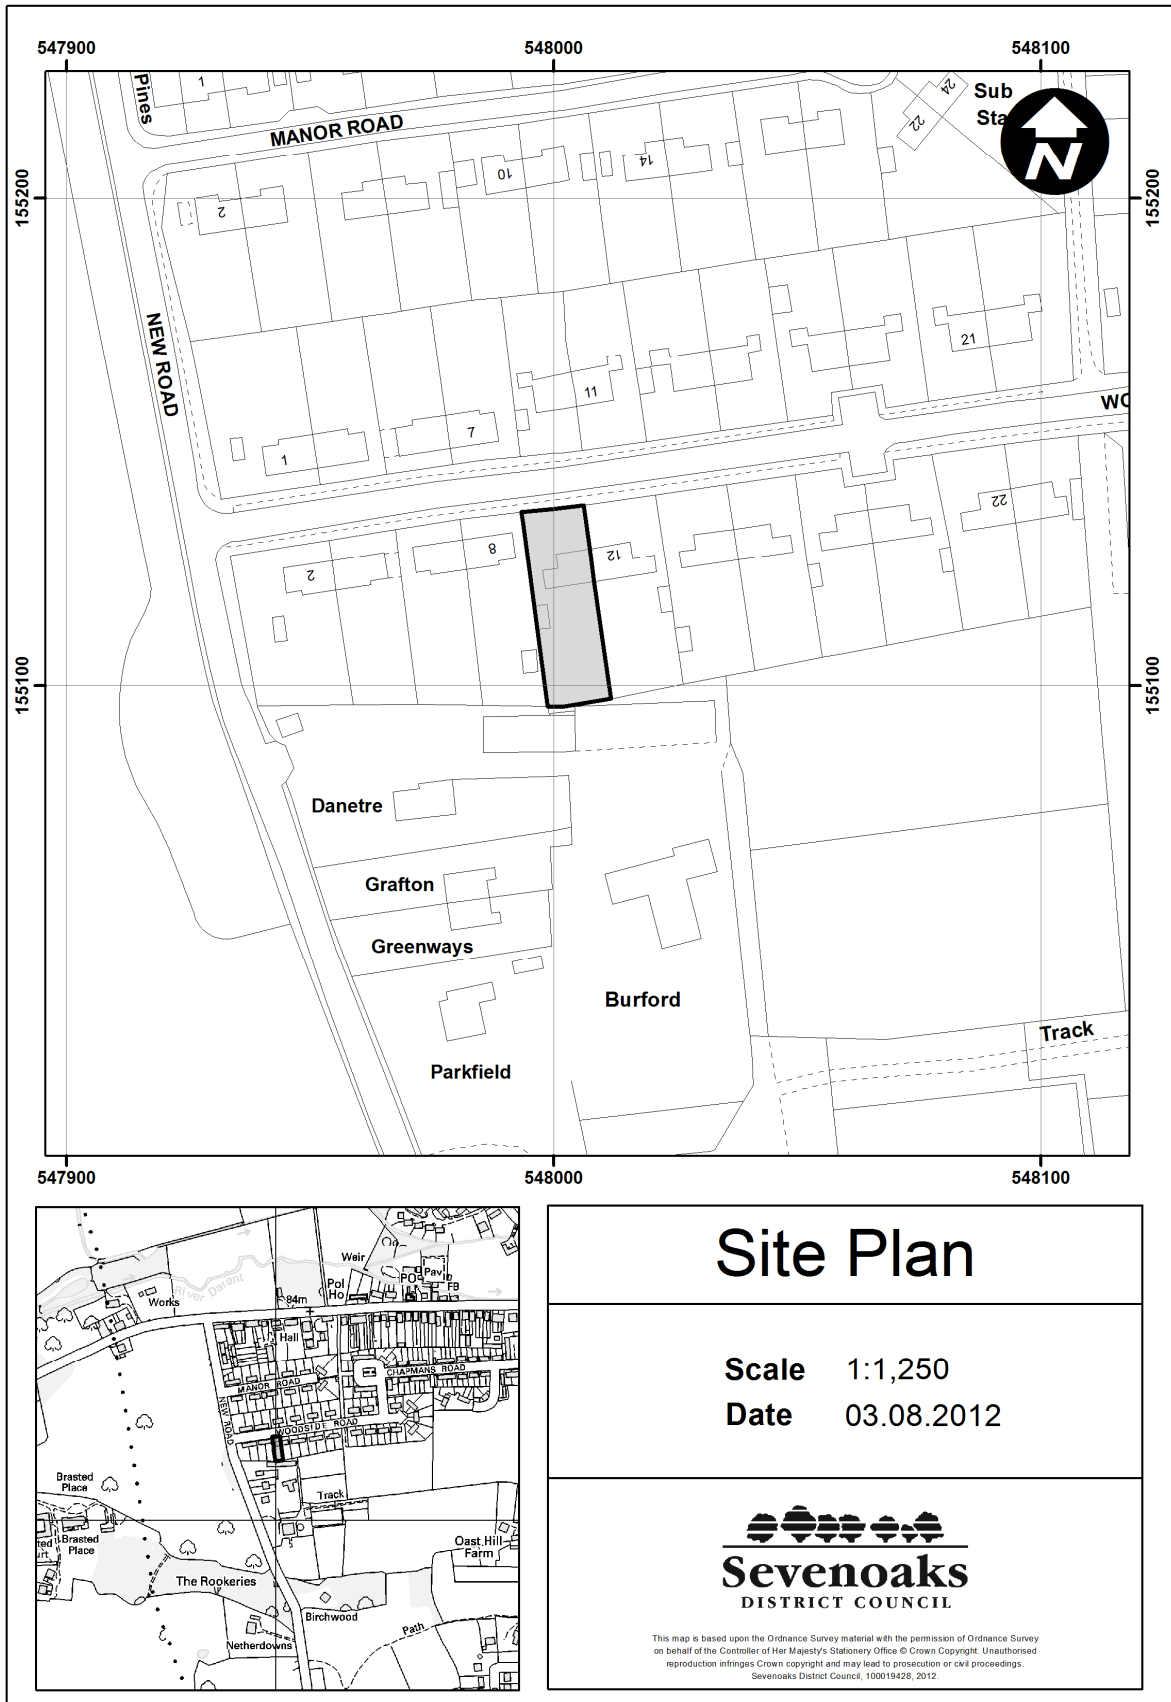 547900 548000 548100
Pines
1
MANOR ROAD
Sub
Sta
24
22
N
155200
155200
2
10
14
NEW ROAD
21
11
7
1
WO
22
12
8
2
155100
155100
Danetre
Grafton
Greenways
Burford
Parkfield
Track
547900 548000 548100
Weir
Pav
PO
FB
Pol
Ho
River Darent
Works
84m
Hall
CHAPMANS ROAD
MANOR ROAD
NEW ROAD
WOODSIDE ROAD
Brasted
Place
Track
Brasted
Place
Oast Hill
Farm
The Rookeries
Birchwood
Netherdowns
Path
Site Plan
Scale 1:1,250
Date 03.08.2012
Sevenoaks
DISTRICT COUNCIL
This map is based upon the Ordnance Survey material with the permission of Ordnance Survey
on behalf of the Controller of Her Majesty's Stationery Office © Crown Copyright. Unauthorised
reproduction infringes Crown copyright and may lead to prosecution or civil proceedings.
Sevenoaks District Council, 100019428, 2012.